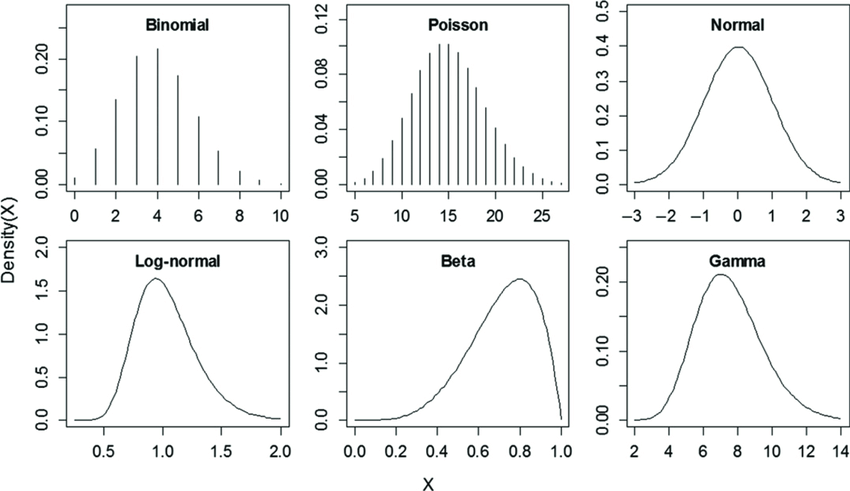 Binomial
0.00 0.10 0.20
0 2 4 6 8 10
Poisson
0.00 0.04 0.08 0.12
5 10 15 20 25
Normal
0.0 0.1 0.2 0.3 0.4 0.5
−3 −2 −1 0 1 2 3
Density(X)
Log-normal
0.0 0.5 1.0 1.5 2.0
0.5 1.0 1.5 2.0
Beta
0.0 1.0 2.0 3.0
0.0 0.2 0.4 0.6 0.8 1.0
Gamma
0.00 0.10 0.20
2 4 6 8 10 12 14
X